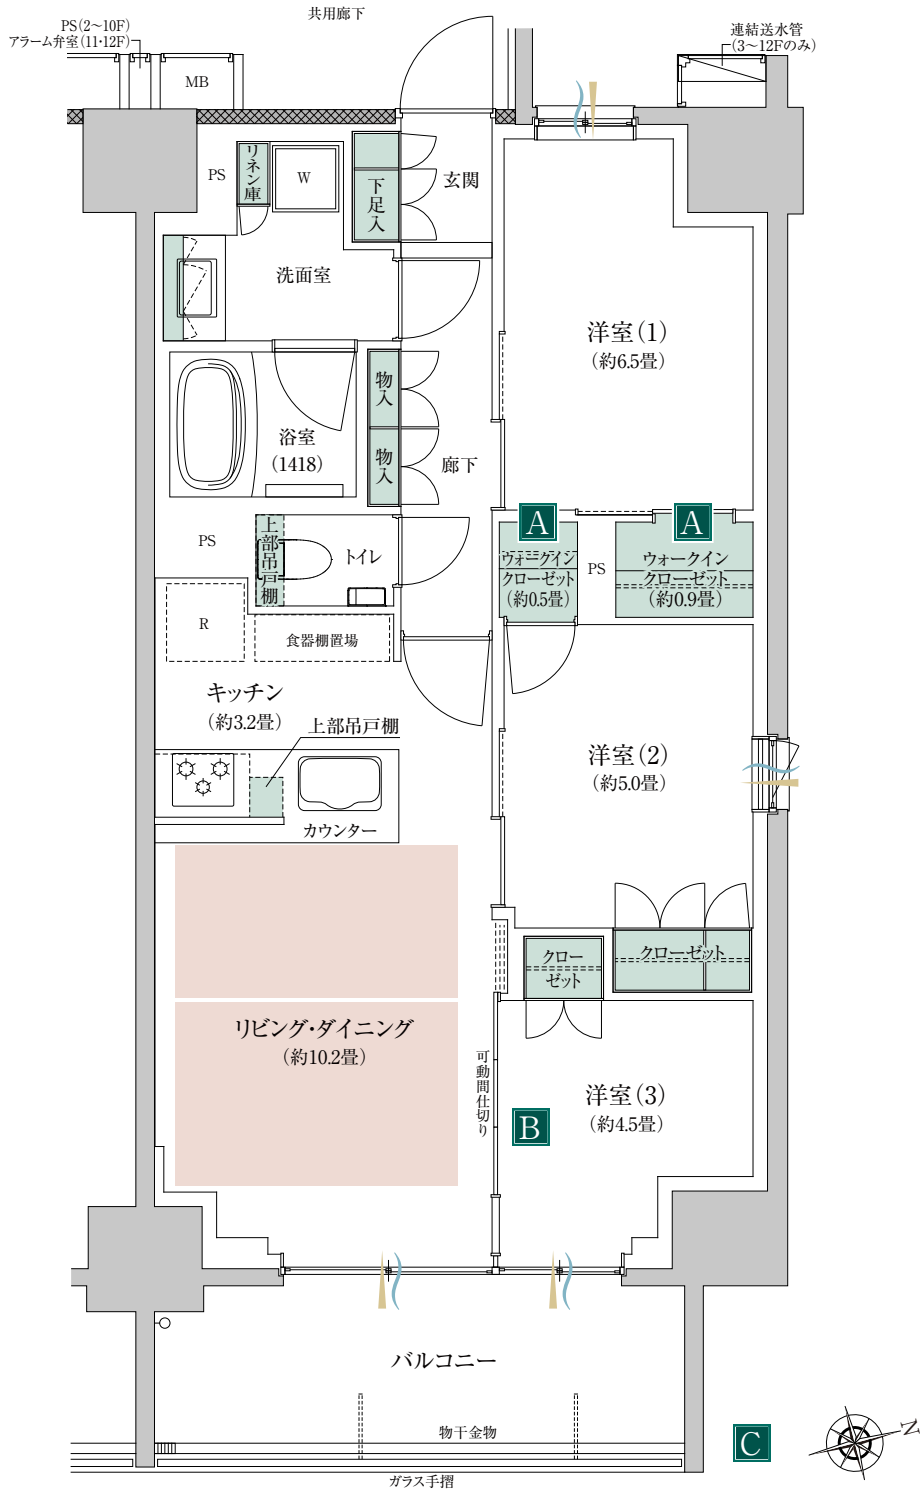 共用廊下
PS(2〜10F)
アラーム弁室(11・12F)
連結送水管
(3〜12Fのみ)
MB
PS
リネン庫
W
下足入
玄関
洗面室
洋室(1)
(約6.5畳)
物入
物入
浴室
(1418)
廊下
A
A
PS
上部吊戸棚
トイレ
ウォークイン
クローゼット
(約0.5畳)
PS
ウォークイン
クローゼット
(約0.9畳)
R
食器棚置場
キッチン
(約3.2畳)
上部吊戸棚
カウンター
洋室(2)
(約5.0畳)
クロー
ゼット
クローゼット
リビング・ダイニング
(約10.2畳)
可動間仕切り
洋室(3)
(約4.5畳)
B
バルコニー
物干金物
ガラス手摺
C
N